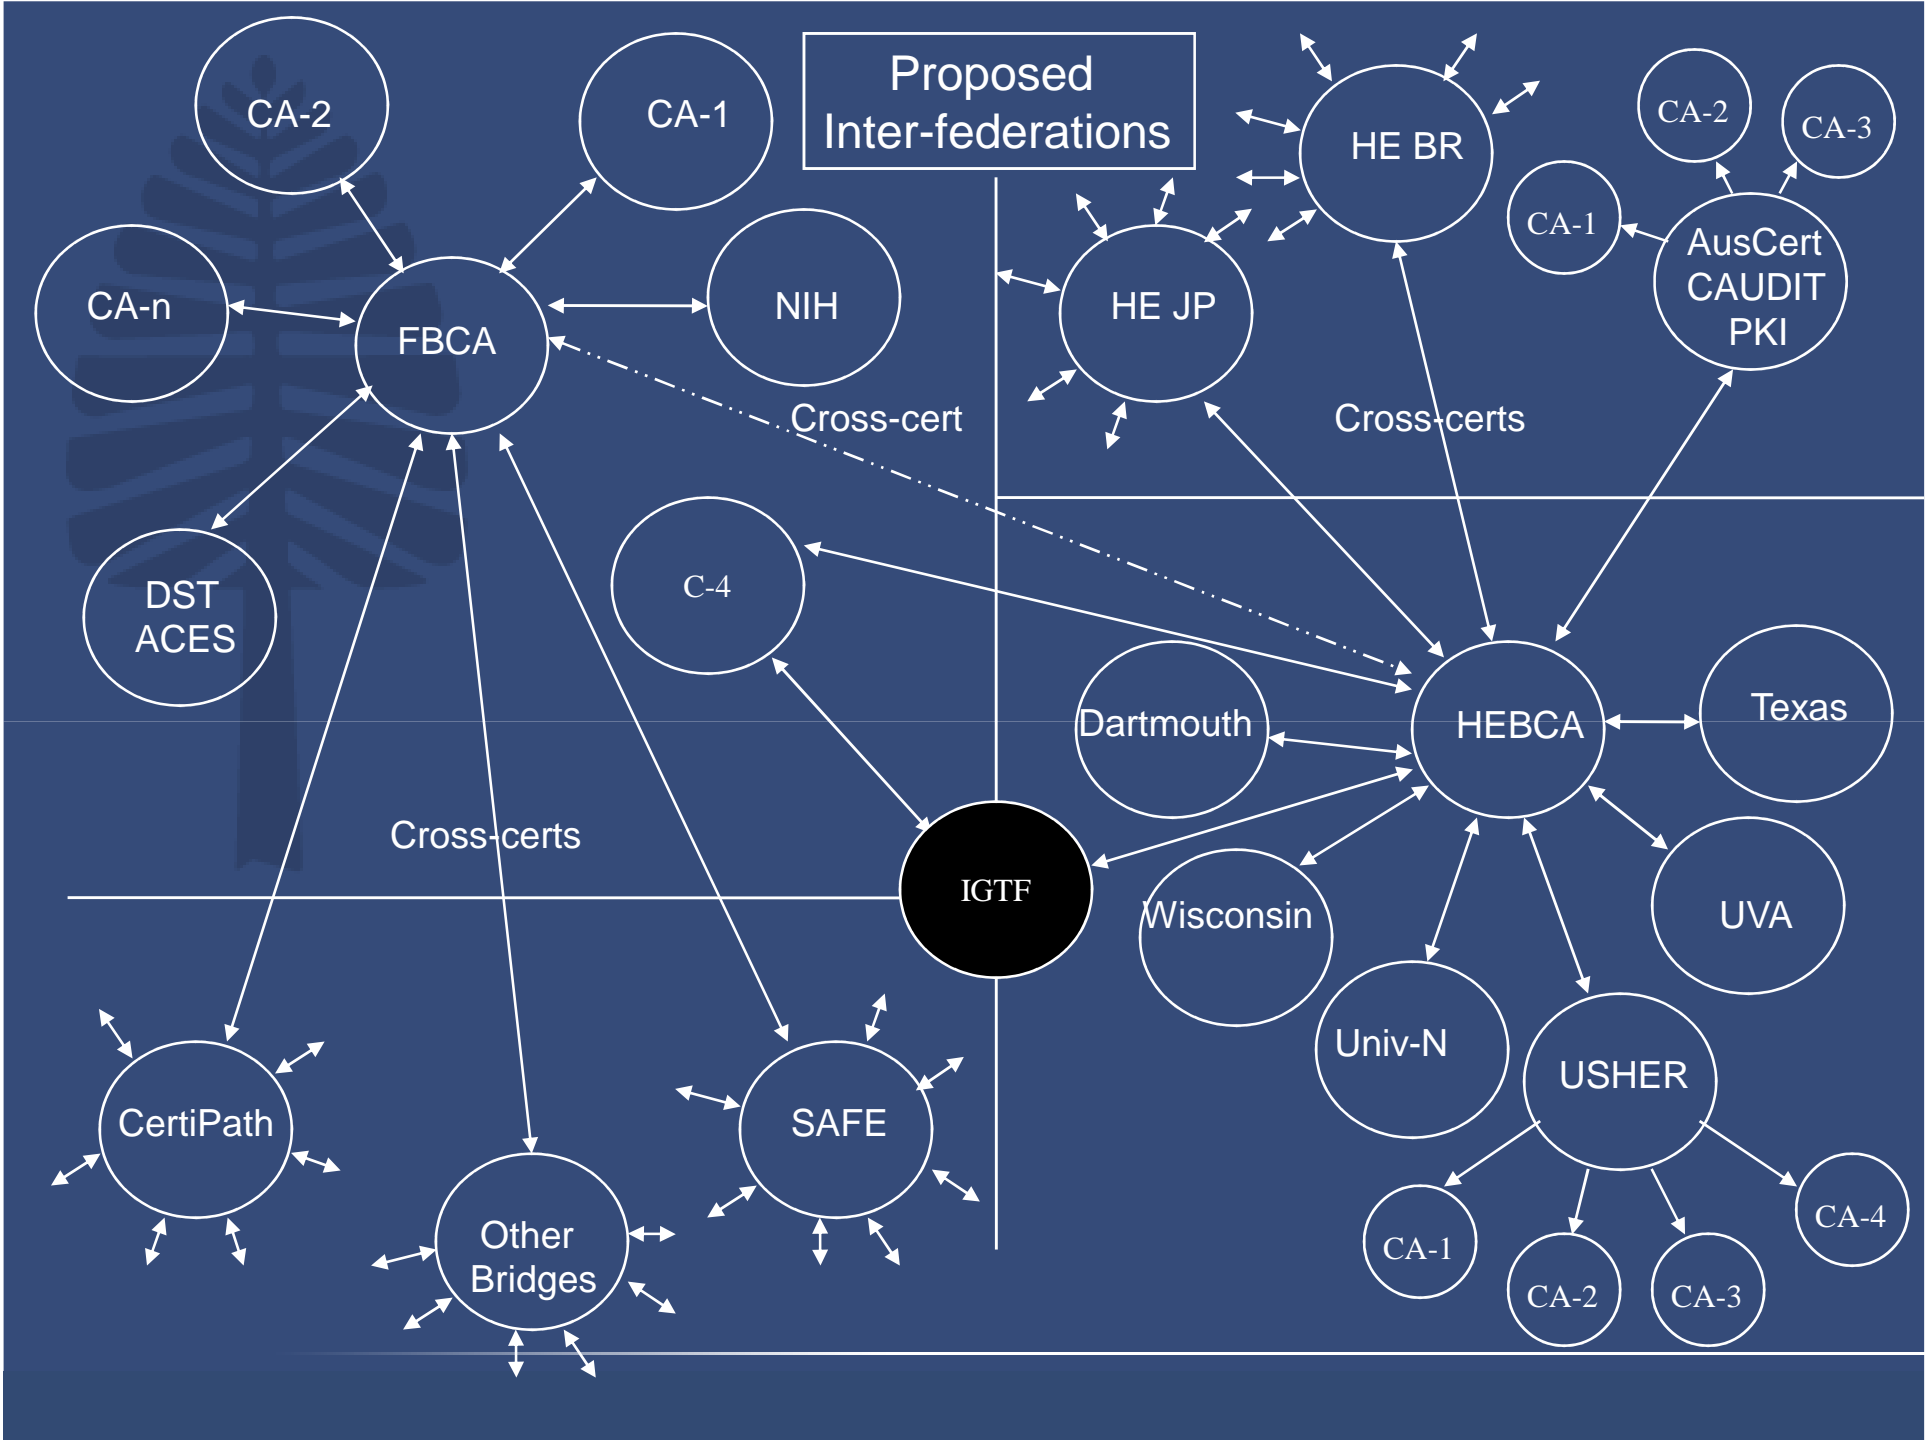 Proposed
Inter-federations
CA-2
CA-1
HE BR
CA-2
CA-3
CA-1
AusCert
CAUDIT
PKI
CA-n
NIH
HE JP
FBCA
Cross-cert
Cross-certs
DST
ACES
C-4
Dartmouth
HEBCA
Texas
Cross-certs
IGTF
Wisconsin
UVA
Univ-N
USHER
CertiPath
SAFE
Other
Bridges
CA-1
CA-2
CA-3
CA-4